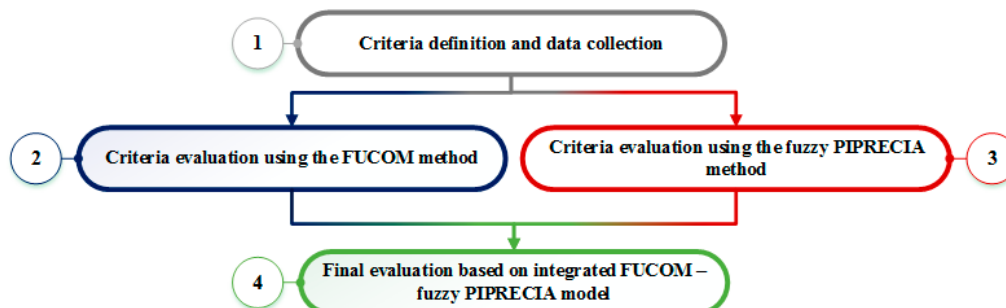 1
Criteria definition and data collection
2
Criteria evaluation using the FUCOM method
Criteria evaluation using the fuzzy PIPRECIA
method
3
4
Final evaluation based on integrated FUCOM –
fuzzy PIPRECIA model